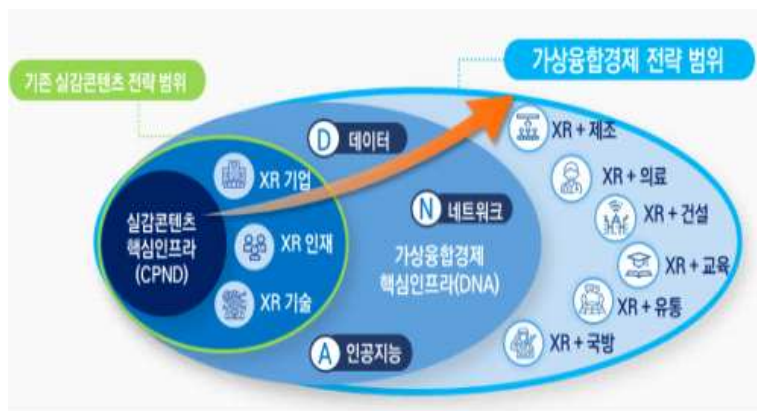 기존 실감콘텐츠 전략 범위
가상융합경제 전략 범위
D 데이터
XR + 제조
XR 기업
XR + 의료
실감콘텐츠
핵심인프라
(CPND)
N 네트워크
XR + 건설
XR 인재
가상융합경제
핵심인프라(DNA)
XR + 교육
XR 기술
XR + 유통
A 인공지능
XR + 국방